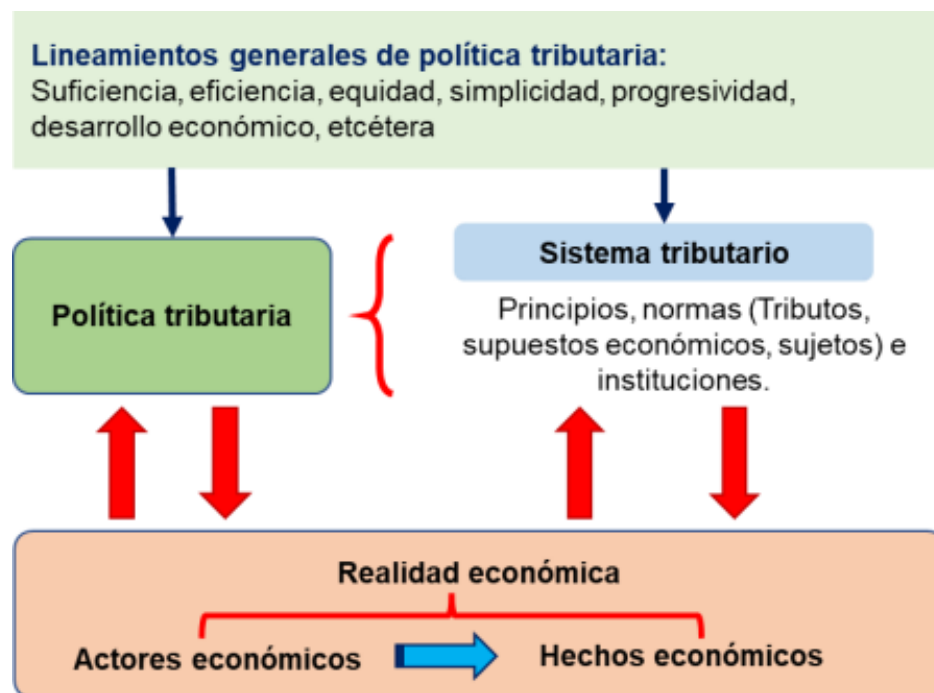 Lineamientos generales de política tributaria:
Suficiencia, eficiencia, equidad, simplicidad, progresividad,
desarrollo económico, etcétera
Política tributaria
Sistema tributario
Principios, normas (Tributos,
supuestos económicos, sujetos) e
instituciones.
Realidad económica
Actores económicos
Hechos económicos